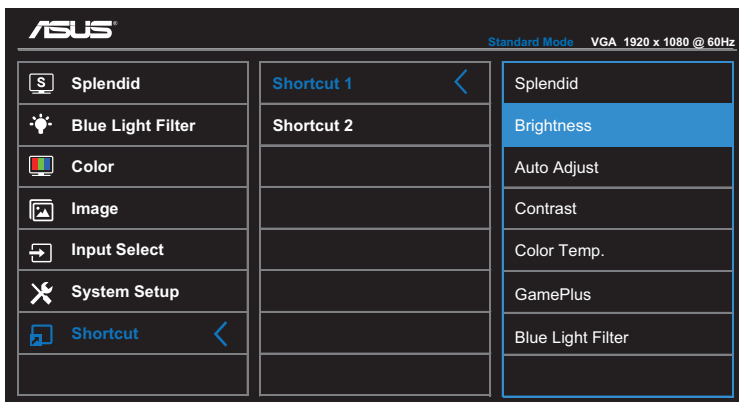 ASUS
Standard Mode VGA 1920 x 1080 @ 60Hz
S Splendid
Blue Light Filter
Color
Image
Input Select
System Setup
Shortcut
Shortcut 1
Shortcut 2
Splendid
Brightness
Auto Adjust
Contrast
Color Temp.
GamePlus
Blue Light Filter